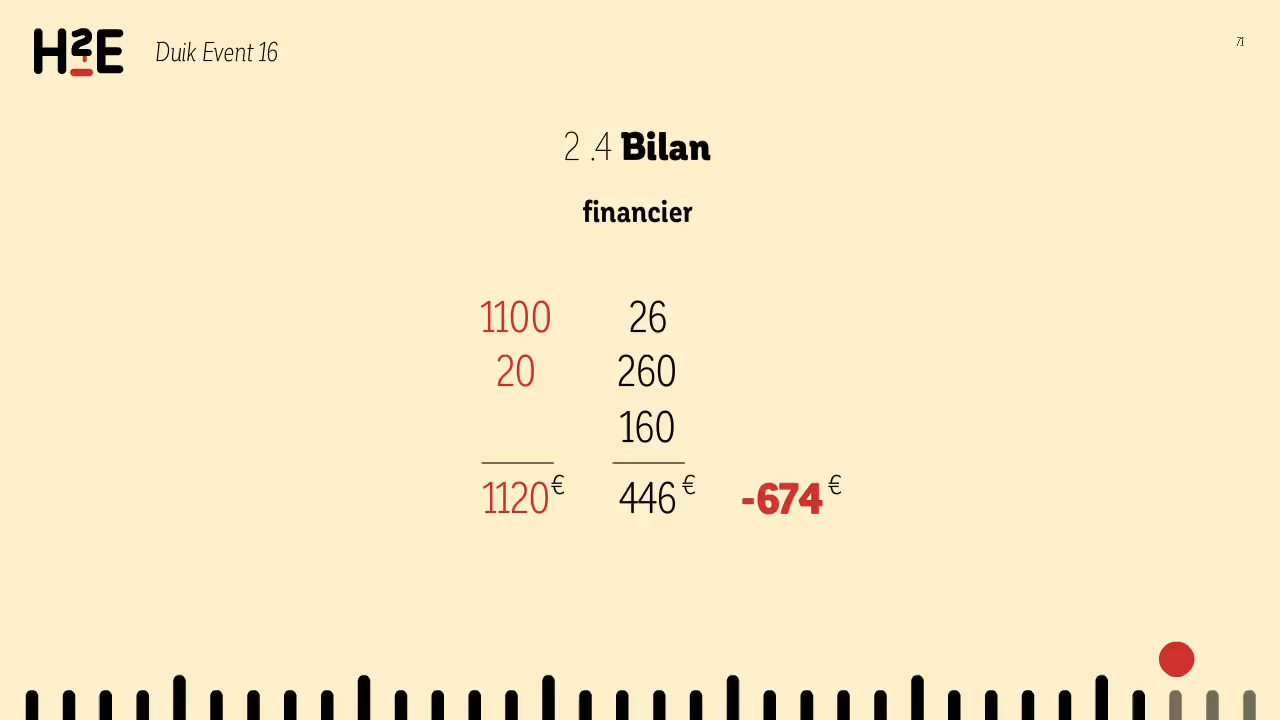 H2E
Duik Event 16
71
2 .4 Bilan
financier
1100 26
20 260
160
1120€ 446€ -674€